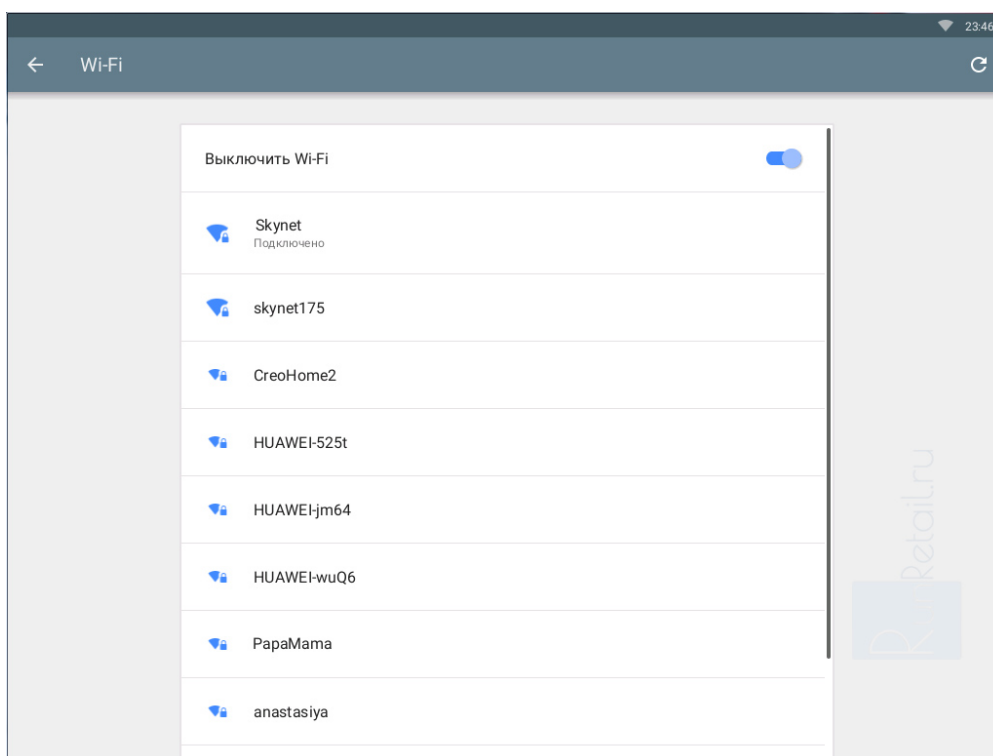 23:46
Wi-Fi
Выключить Wi-Fi
Skynet
Подключено
skynet175
CreoHome2
HUAWEI-525t
HUAWEI-jm64
HUAWEI-wuQ6
PapaMama
anastasiya
RunRetail.ru